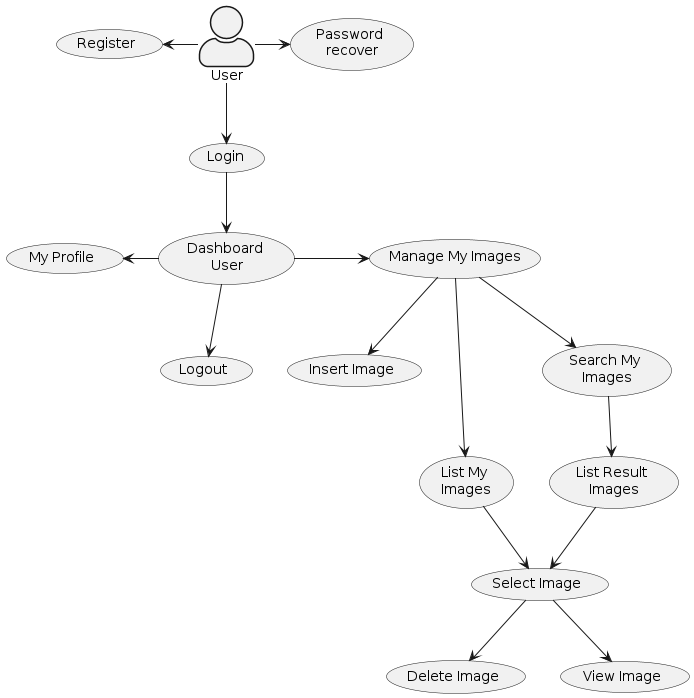 Register
Password
recover
User
Login
My Profile
Dashboard
User
Manage My Images
Logout
Insert Image
Search My
Images
List My
Images
List Result
Images
Select Image
Delete Image
View Image